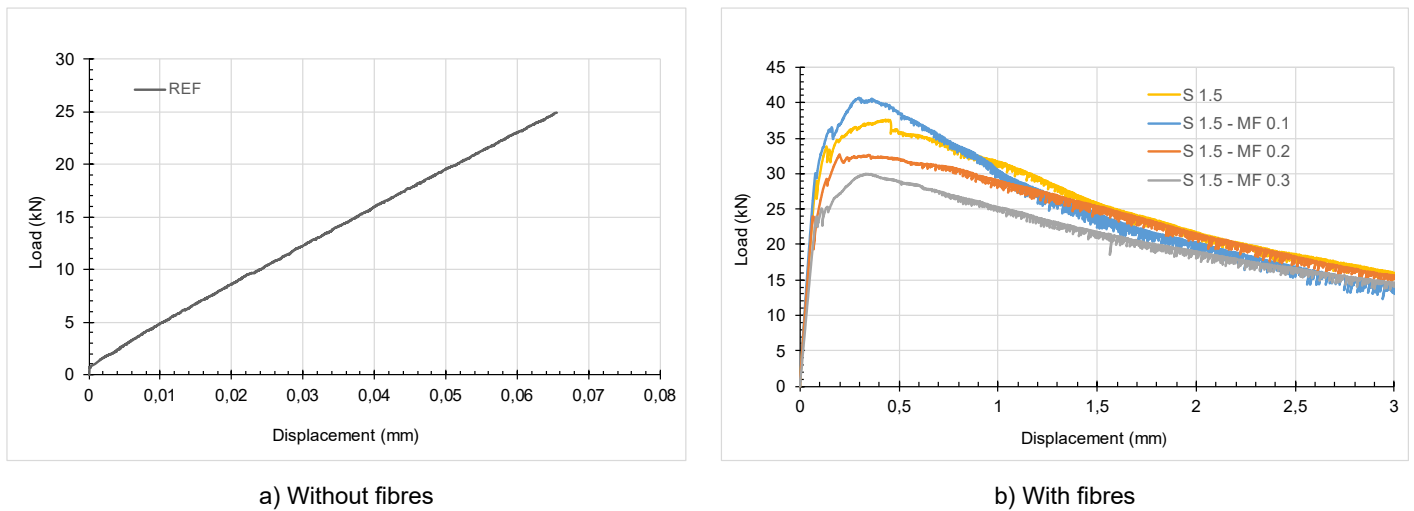 30
25
20
15
10
5
0
Load (kN)
REF
0 0,01 0,02 0,03 0,04 0,05 0,06 0,07 0,08
Displacement (mm)
a) Without fibres
45
40
35
30
25
20
15
10
5
0
Load (kN)
S 1.5
S 1.5 - MF 0.1
S 1.5 - MF 0.2
S 1.5 - MF 0.3
0 0,5 1 1,5 2 2,5 3
Displacement (mm)
b) With fibres